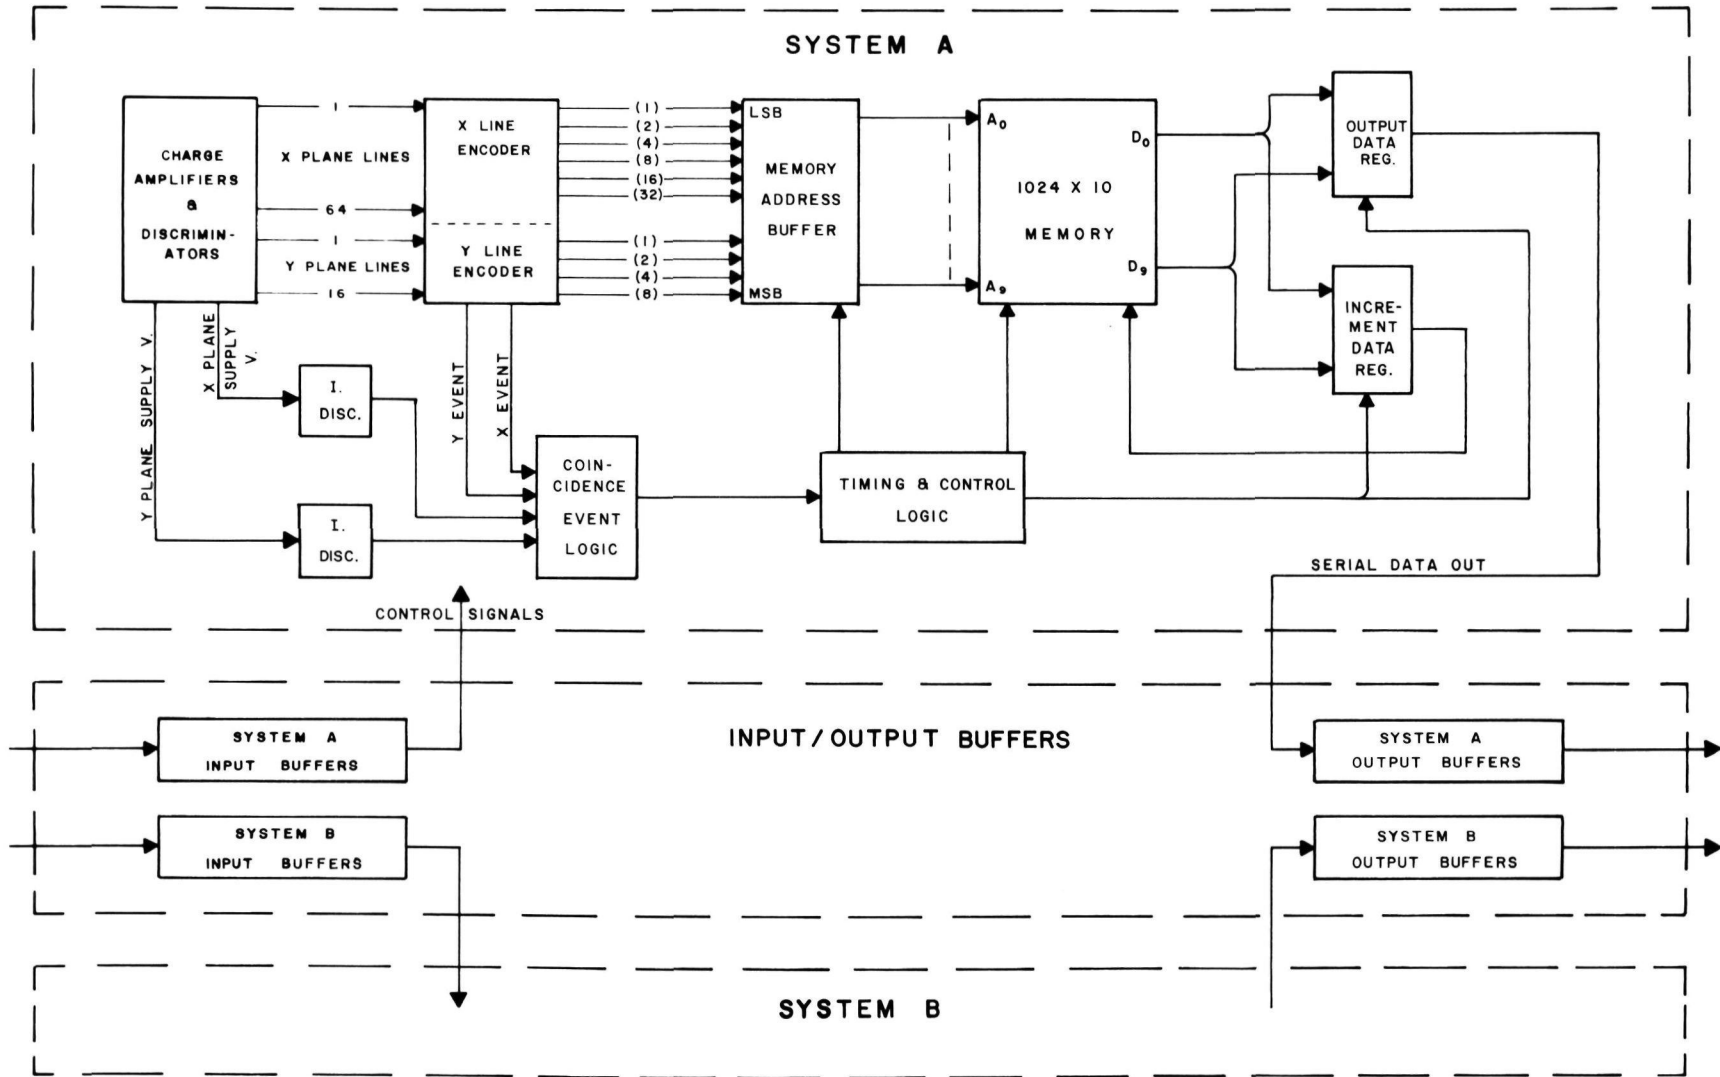 SYSTEM A
CHARGE
AMPLIFIERS
&
DISCRIMIN-
ATORS
1
X PLANE LINES
64
1
Y PLANE LINES
16
X LINE
ENCODER
Y LINE
ENCODER
(1)
(2)
(4)
(8)
(16)
(32)
(1)
(2)
(4)
(8)
LSB
MEMORY
ADDRESS
BUFFER
MSB
A₀
D₀
1024 X 10
MEMORY
D₉
A₉
OUTPUT
DATA
REG.
INCRE-
MENT
DATA
REG.
Y PLANE SUPPLY V.
X PLANE
SUPPLY
V.
I.
DISC.
I.
DISC.
Y EVENT
X EVENT
COIN-
CIDENCE
EVENT
LOGIC
TIMING & CONTROL
LOGIC
SERIAL DATA OUT
CONTROL SIGNALS
INPUT/OUTPUT BUFFERS
SYSTEM A
INPUT BUFFERS
SYSTEM A
OUTPUT BUFFERS
SYSTEM B
INPUT BUFFERS
SYSTEM B
OUTPUT BUFFERS
SYSTEM B